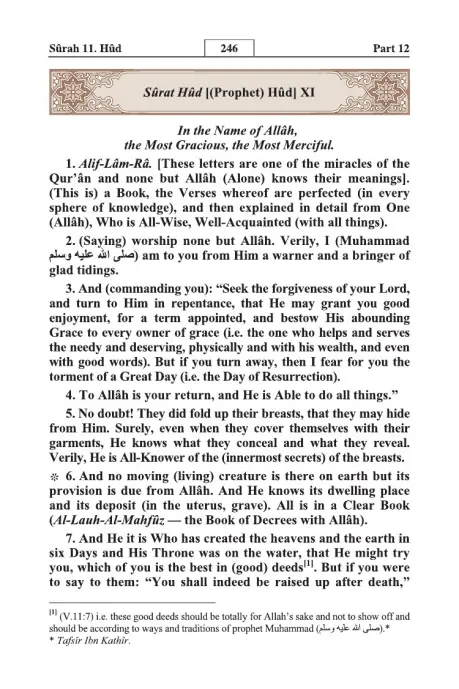 Sûrah 11. Hûd
246
Part 12
Sûrat Hûd [(Prophet) Hûd] XI
In the Name of Allâh,
the Most Gracious, the Most Merciful.
1. Alif-Lâm-Râ. [These letters are one of the miracles of the
Qur’ân and none but Allâh (Alone) knows their meanings].
(This is) a Book, the Verses whereof are perfected (in every
sphere of knowledge), and then explained in detail from One
(Allâh), Who is All-Wise, Well-Acquainted (with all things).
2. (Saying) worship none but Allâh. Verily, I (Muhammad
صلى الله عليه وسلم) am to you from Him a warner and a bringer of
glad tidings.
3. And (commanding you): “Seek the forgiveness of your Lord,
and turn to Him in repentance, that He may grant you good
enjoyment, for a term appointed, and bestow His abounding
Grace to every owner of grace (i.e. the one who helps and serves
the needy and deserving, physically and with his wealth, and even
with good words). But if you turn away, then I fear for you the
torment of a Great Day (i.e. the Day of Resurrection).
4. To Allâh is your return, and He is Able to do all things.”
5. No doubt! They did fold up their breasts, that they may hide
from Him. Surely, even when they cover themselves with their
garments, He knows what they conceal and what they reveal.
Verily, He is All-Knower of the (innermost secrets) of the breasts.
※ 6. And no moving (living) creature is there on earth but its
provision is due from Allâh. And He knows its dwelling place
and its deposit (in the uterus, grave). All is in a Clear Book
(Al-Lauh-Al-Mahfûz — the Book of Decrees with Allâh).
7. And He it is Who has created the heavens and the earth in
six Days and His Throne was on the water, that He might try
you, which of you is the best in (good) deeds[1]. But if you were
to say to them: “You shall indeed be raised up after death,”
[1] (V.11:7) i.e. these good deeds should be totally for Allah’s sake and not to show off and
should be according to ways and traditions of prophet Muhammad (صلى الله عليه وسلم).*
* Tafsîr Ibn Kathîr.